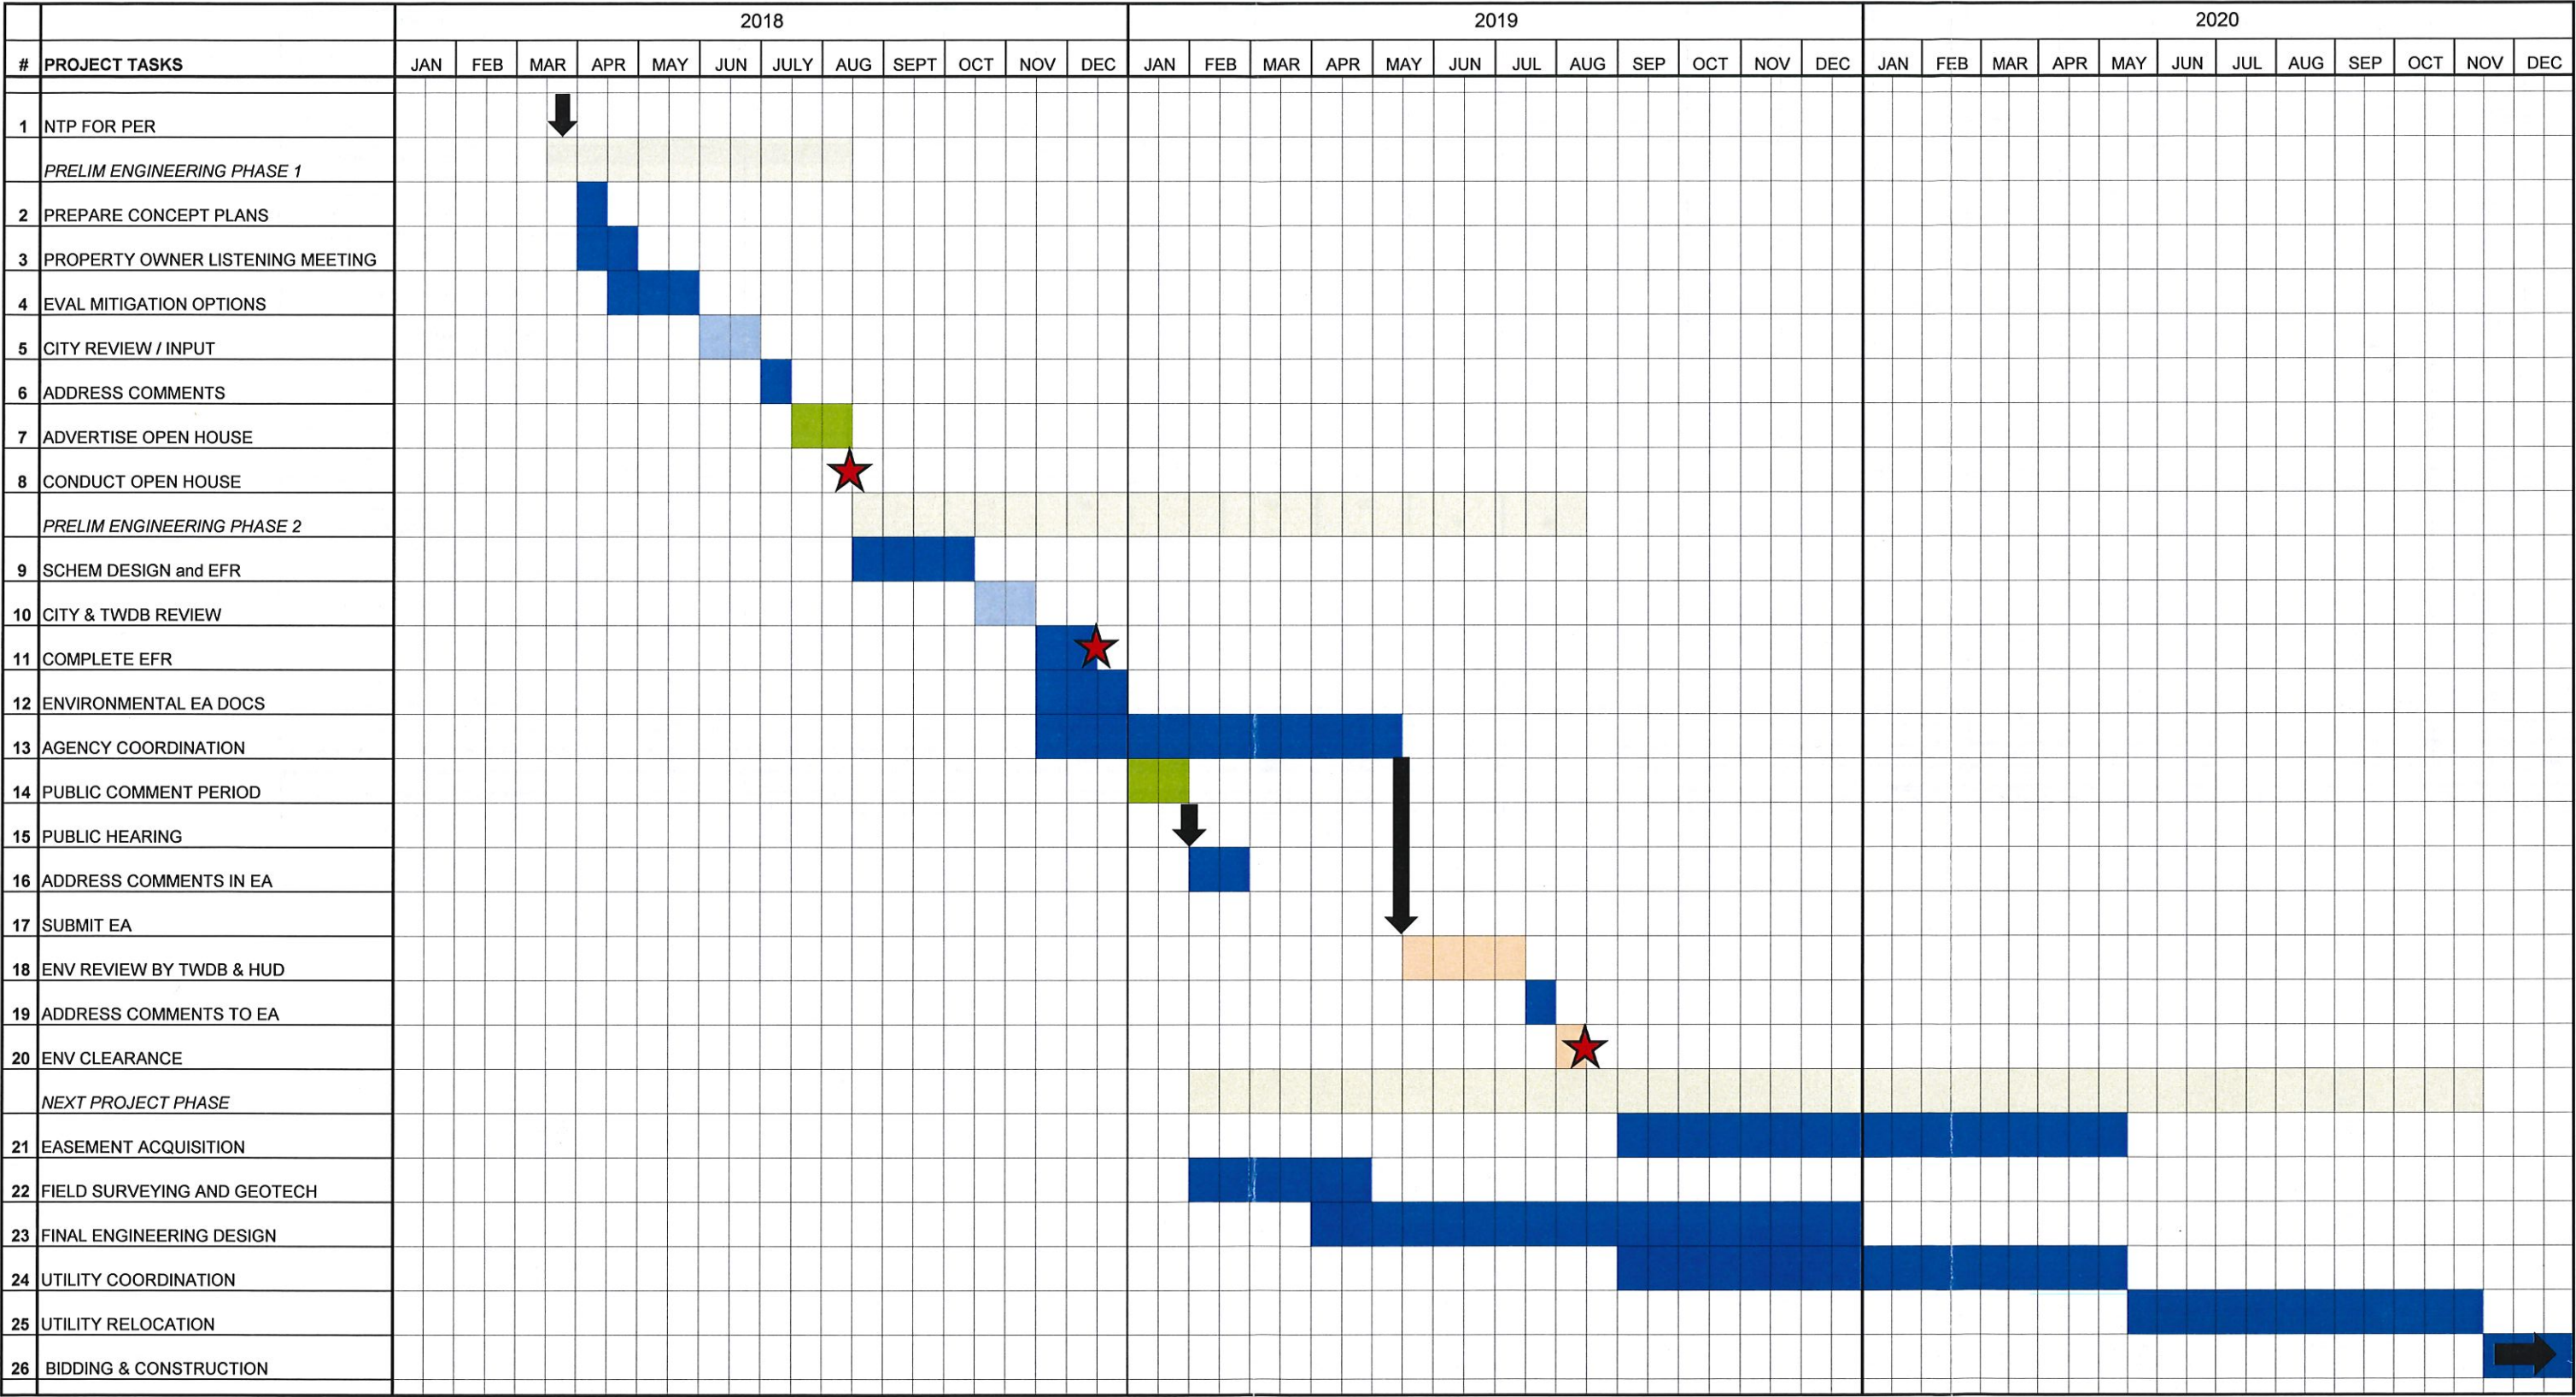 2018 2019 2020
# PROJECT TASKS JAN FEB MAR APR MAY JUN JULY AUG SEPT OCT NOV DEC JAN FEB MAR APR MAY JUN JUL AUG SEP OCT NOV DEC JAN FEB MAR APR MAY JUN JUL AUG SEP OCT NOV DEC
1 NTP FOR PER
PRELIM ENGINEERING PHASE 1
2 PREPARE CONCEPT PLANS
3 PROPERTY OWNER LISTENING MEETING
4 EVAL MITIGATION OPTIONS
5 CITY REVIEW / INPUT
6 ADDRESS COMMENTS
7 ADVERTISE OPEN HOUSE
8 CONDUCT OPEN HOUSE
PRELIM ENGINEERING PHASE 2
9 SCHEM DESIGN and EFR
10 CITY & TWDB REVIEW
11 COMPLETE EFR
12 ENVIRONMENTAL EA DOCS
13 AGENCY COORDINATION
14 PUBLIC COMMENT PERIOD
15 PUBLIC HEARING
16 ADDRESS COMMENTS IN EA
17 SUBMIT EA
18 ENV REVIEW BY TWDB & HUD
19 ADDRESS COMMENTS TO EA
20 ENV CLEARANCE
NEXT PROJECT PHASE
21 EASEMENT ACQUISITION
22 FIELD SURVEYING AND GEOTECH
23 FINAL ENGINEERING DESIGN
24 UTILITY COORDINATION
25 UTILITY RELOCATION
26 BIDDING & CONSTRUCTION